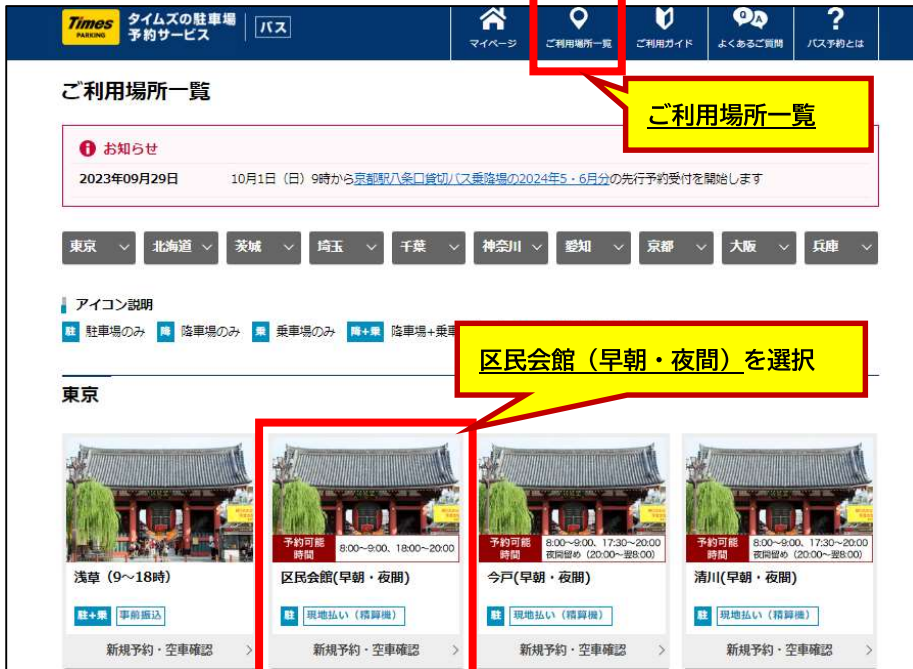 Times PARKING
タイムズの駐車場
予約サービス
バス
マイページ
ご利用場所一覧
ご利用ガイド
Q A
よくあるご質問
?
バス予約とは
ご利用場所一覧
ご利用場所一覧
お知らせ
2023年09月29日 10月1日(日)9時から京都駅八条口貸切バス乗降場の2024年5・6月分の先行予約受付を開始します
東京 北海道 茨城 埼玉 千葉 神奈川 愛知 京都 大阪 兵庫
アイコン説明
駐 駐車場のみ 降 降車場のみ 乗 乗車場のみ 降+乗 降車場+乗車
区民会館(早朝・夜間)を選択
東京
浅草(9~18時)
駐+乗 事前振込
新規予約・空車確認
予約可能時間 8:00~9:00、18:00~20:00
区民会館(早朝・夜間)
駐 現地払い(精算機)
新規予約・空車確認
予約可能時間 8:00~9:00、17:30~20:00
夜間留め(20:00~翌8:00)
今戸(早朝・夜間)
駐 現地払い(精算機)
新規予約・空車確認
予約可能時間 8:00~9:00、17:30~20:00
夜間留め(20:00~翌8:00)
清川(早朝・夜間)
駐 現地払い(精算機)
新規予約・空車確認